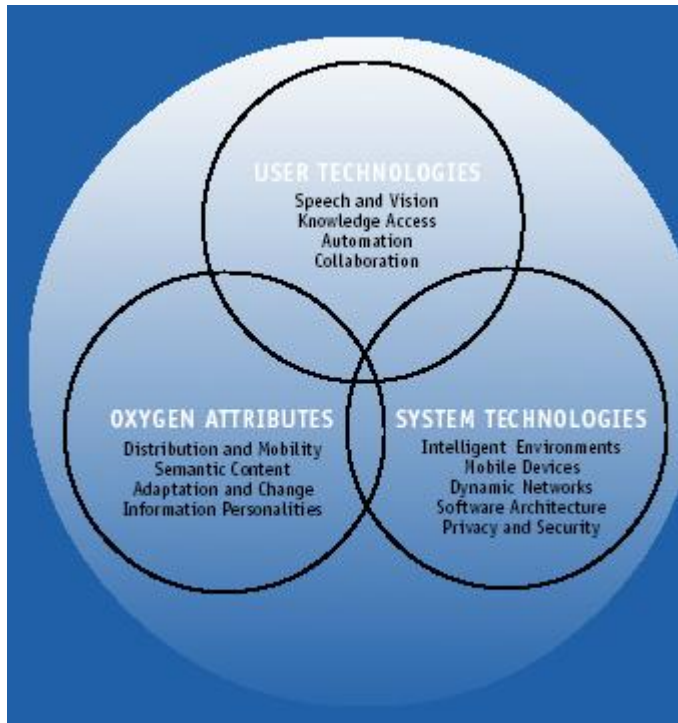 USER TECHNOLOGIES
Speech and Vision
Knowledge Access
Automation
Collaboration
OXYGEN ATTRIBUTES
Distribution and Mobility
Semantic Content
Adaptation and Change
Information Personalities
SYSTEM TECHNOLOGIES
Intelligent Environments
Mobile Devices
Dynamic Networks
Software Architecture
Privacy and Security